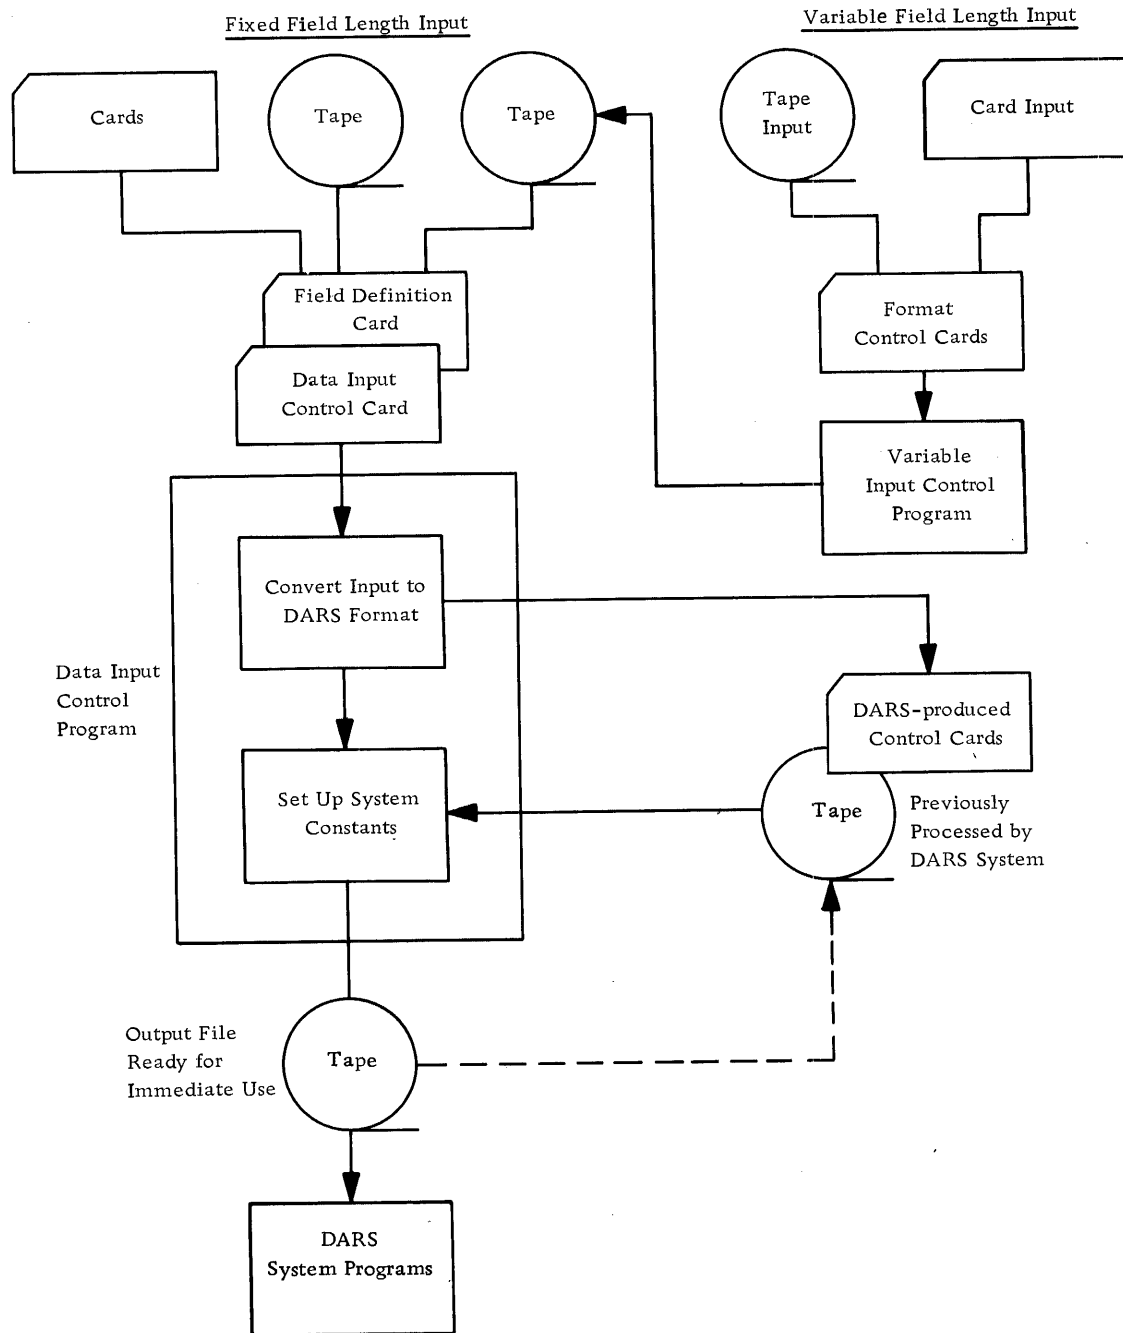 Fixed Field Length Input
Variable Field Length Input
Cards
Tape
Tape
Tape
Input
Card Input
Field Definition
Card
Format
Control Cards
Data Input
Control Card
Variable
Input Control
Program
Convert Input to
DARS Format
Data Input
Control
Program
DARS-produced
Control Cards
Set Up System
Constants
Tape
Previously
Processed by
DARS System
Output File
Ready for
Immediate Use
Tape
DARS
System Programs